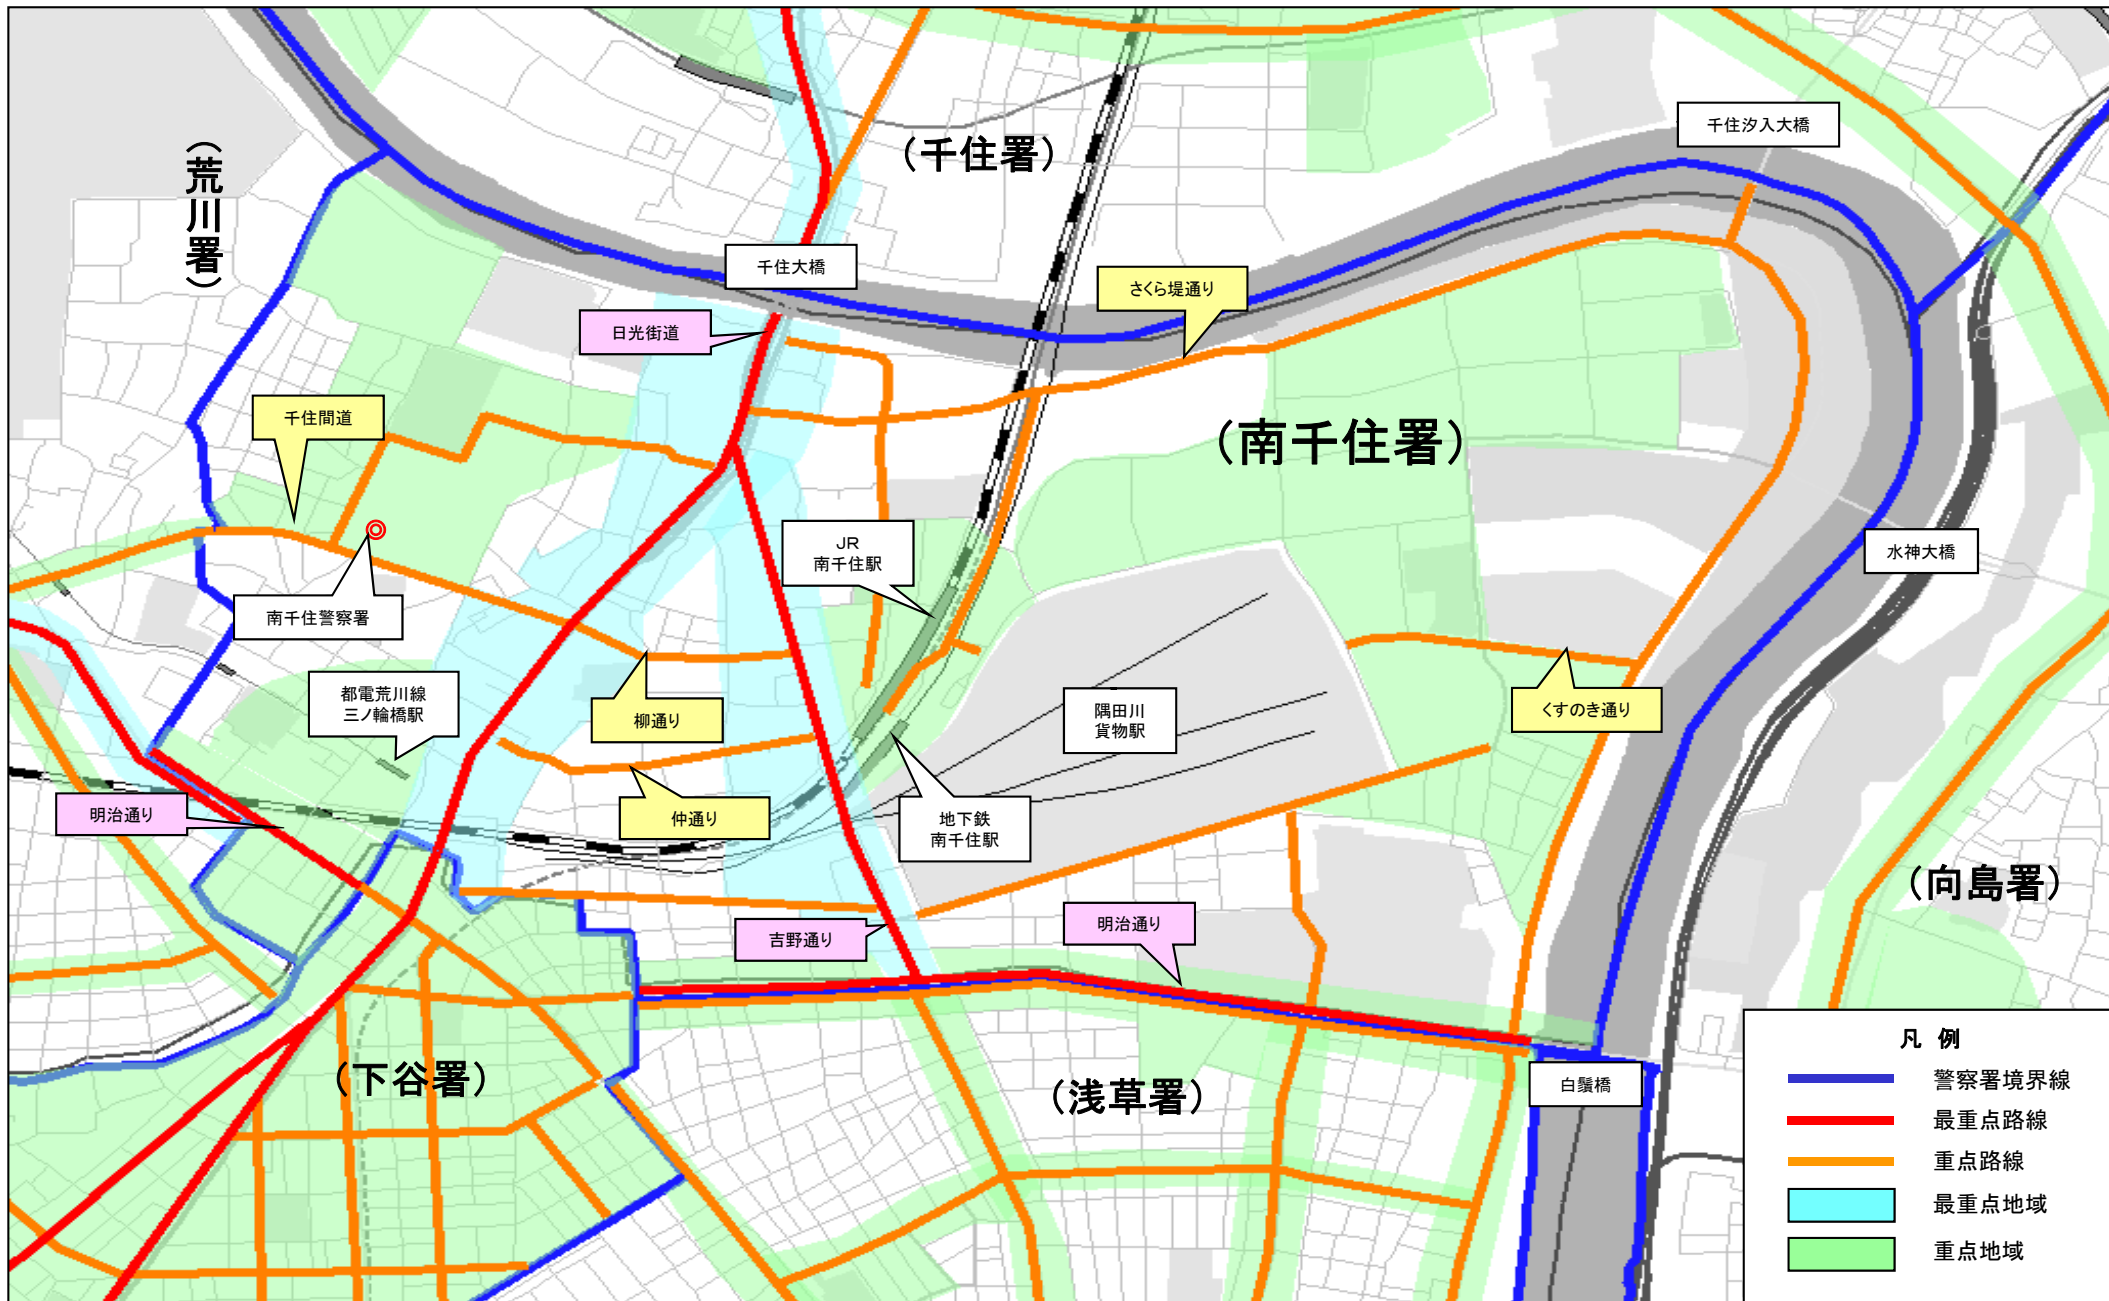 (荒川署)
(千住署)
千住汐入大橋
千住大橋
さくら堤通り
日光街道
千住間道
(南千住署)
JR
南千住駅
水神大橋
南千住警察署
都電荒川線
三ノ輪橋駅
柳通り
隅田川
貨物駅
くすのき通り
明治通り
仲通り
地下鉄
南千住駅
(向島署)
吉野通り
明治通り
(下谷署)
(浅草署)
白鬚橋
凡 例
警察署境界線
最重点路線
重点路線
最重点地域
重点地域